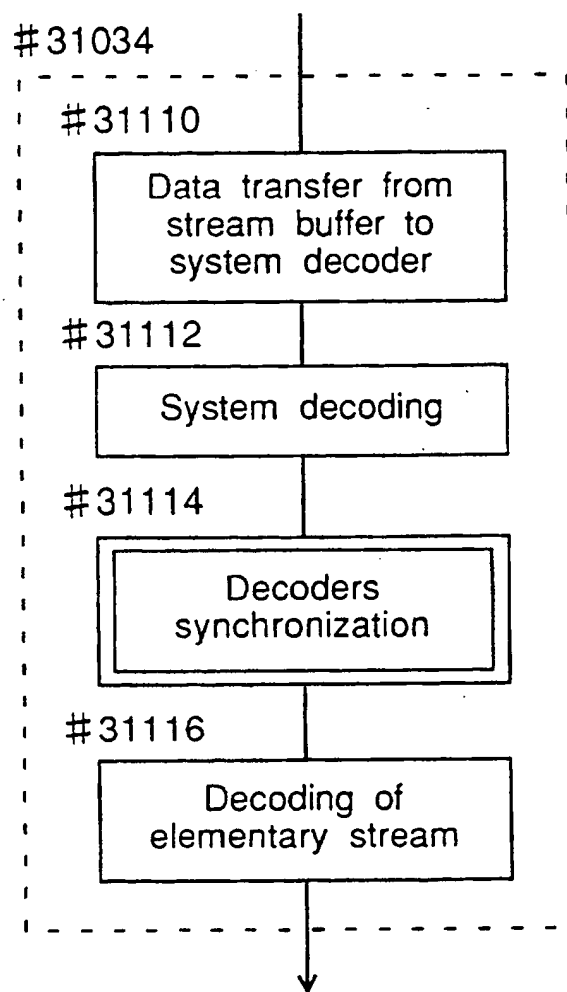 #31034
#31110
Data transfer from
stream buffer to
system decoder
#31112
System decoding
#31114
Decoders
synchronization
#31116
Decoding of
elementary stream